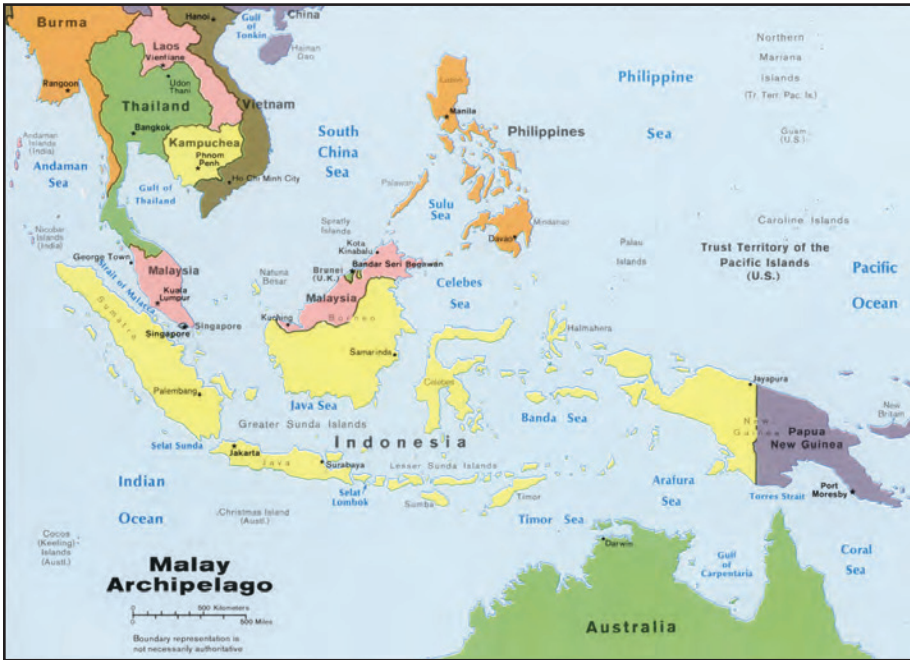 Burma
Hanoi
Gulf
of
Tonkin
China
Hainan
Dao
Laos
Vientiane
Rangoon
Udon
Thani
Thailand
Vietnam
Bangkok
Kampuchea
Phnom
Penh
Ho Chi Minh City
Andaman
Islands
(India)
Andaman
Sea
Gulf of
Thailand
Nicobar
Islands
(India)
South
China
Sea
Luzon
Manila
Philippines
Philippine
Sea
Northern
Mariana
Islands
(Tr. Terr. Pac. Is)
Guam
(U.S.)
Palawan
Sulu
Sea
Mindanao
Davao
Spratly
Islands
Caroline Islands
Palau
Islands
Trust Territory of the
Pacific Islands
(U.S.)
Pacific
Ocean
George Town
Strait of Malacca
Malaysia
Kuala
Lumpur
Natuna
Besar
Kota
Kinabalu
Brunei
(U.K.)
Bandar Seri Begawan
Malaysia
Celebes
Sea
Singapore
Singapore
Kuching
Borneo
Sumatra
Samarinda
Halmahera
Palembang
Celebes
Jayapura
Java Sea
Banda Sea
New
Guinea
Papua
New Guinea
New
Britain
Greater Sunda Islands
Indonesia
Selat Sunda
Jakarta
Java
Surabaya
Lesser Sunda Islands
Selat
Lombok
Sumba
Timor
Arafura
Sea
Torres Strait
Port
Moresby
Indian
Ocean
Christmas Island
(Austl.)
Timor Sea
Cocos
(Keeling)
Islands
(Austl.)
Darwin
Gulf
of
Carpentaria
Coral
Sea
Malay
Archipelago
0 500 Kilometers
0 500 Miles
Boundary representation is
not necessarily authoritative
Australia